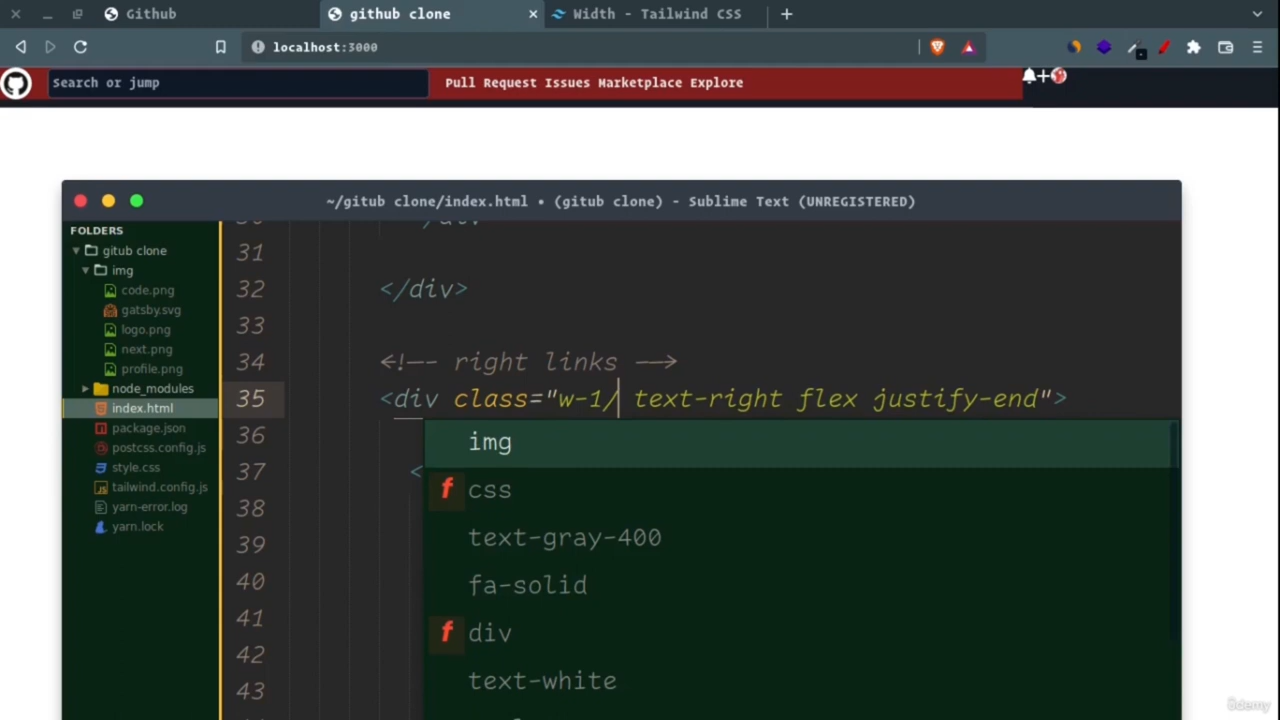 Github
github clone
Width - Tailwind CSS
localhost:3000
Search or jump
Pull Request Issues Marketplace Explore
~/gitub clone/index.html • (gitub clone) - Sublime Text (UNREGISTERED)
FOLDERS
gitub clone
img
code.png
gatsby.svg
logo.png
next.png
profile.png
node_modules
index.html
package.json
postcss.config.js
style.css
tailwind.config.js
yarn-error.log
yarn.lock
31
32 </div>
33
34 <!-- right links -->
35 <div class="w-1/ text-right flex justify-end">
36
37 <
38
39
40
41
42
43
img
f css
text-gray-400
fa-solid
f div
text-white
ûdemy